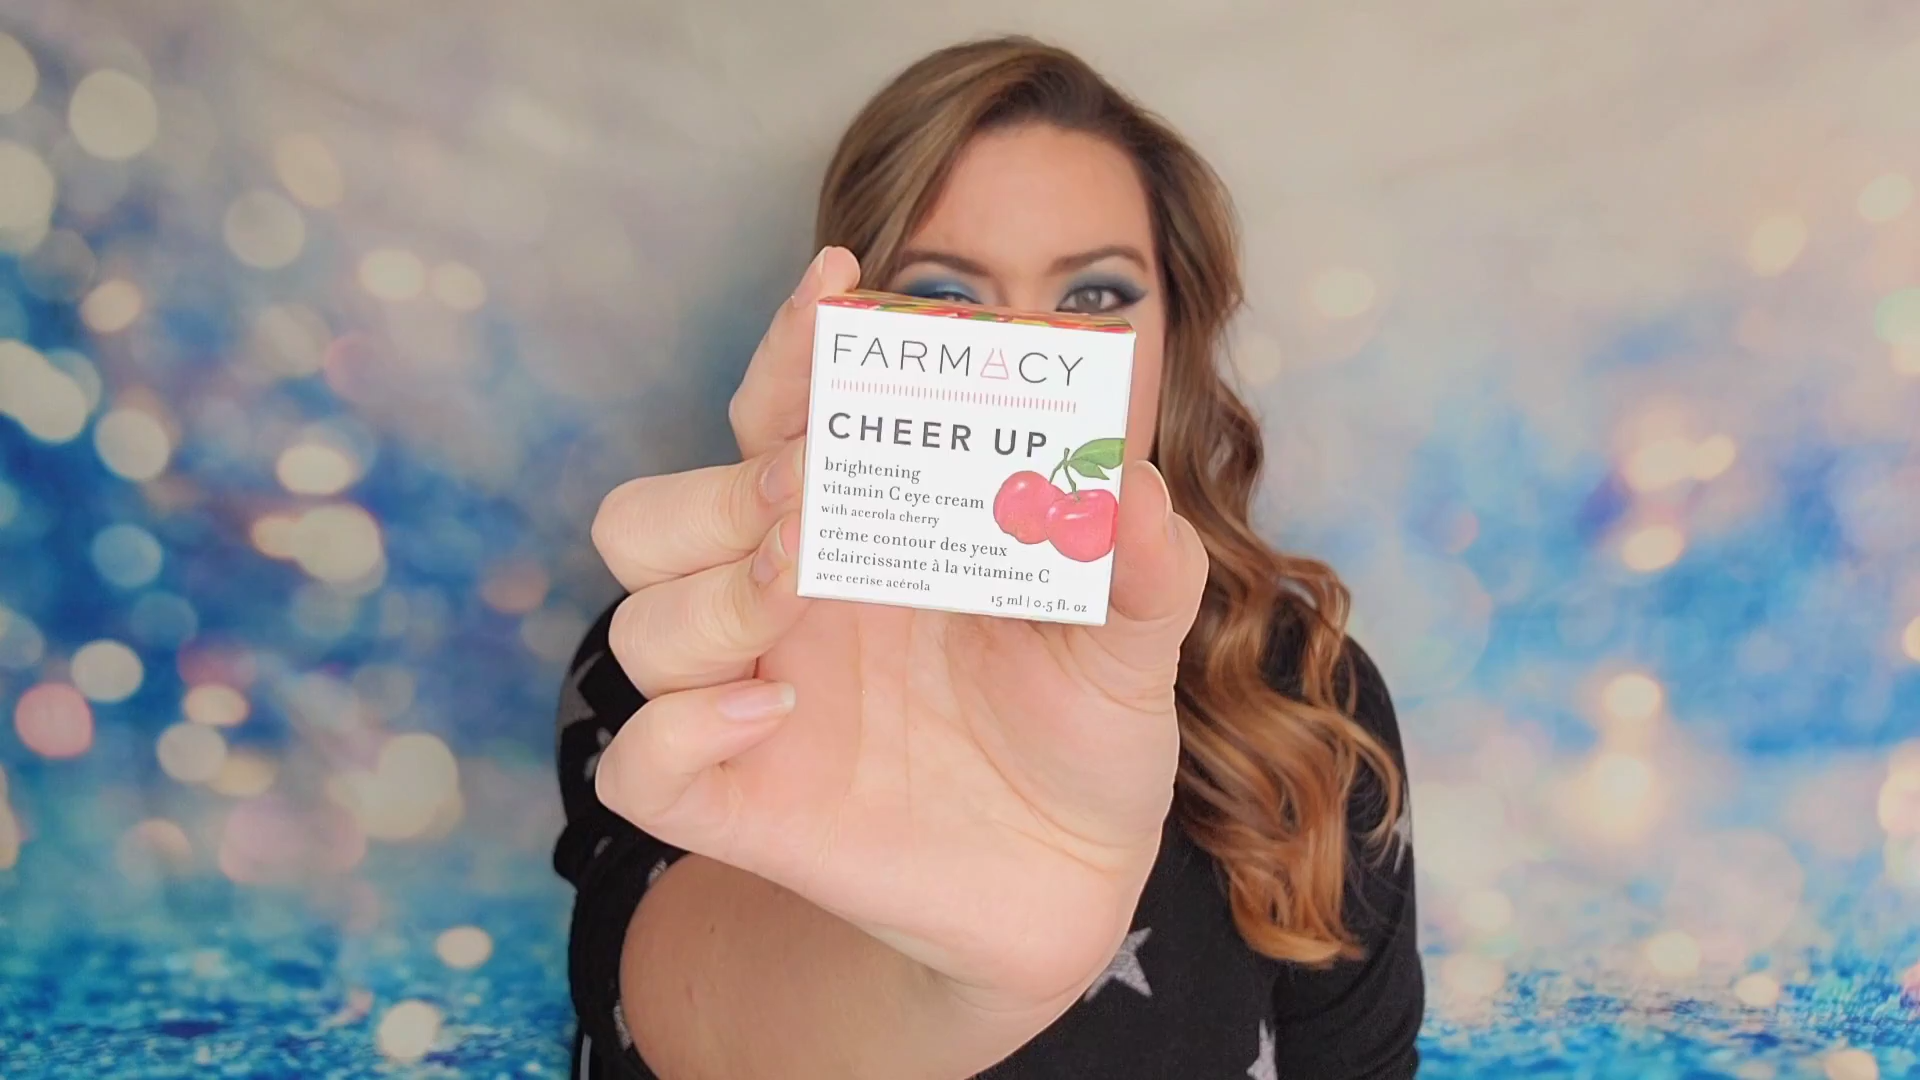 FARMACY
CHEER UP
brightening
vitamin C eye cream
with acerola cherry
crème contour des yeux
éclaircissante à la vitamine C
avec cerise acérola
15 ml | 0.5 fl. oz